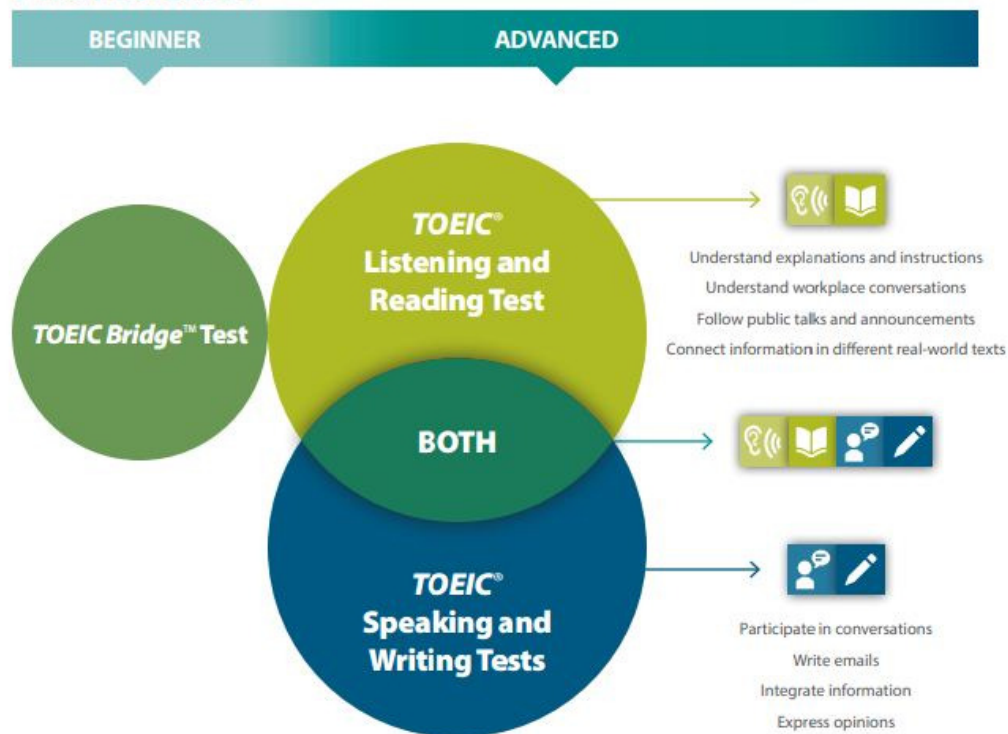 BEGINNER
ADVANCED
TOEIC Bridge™ Test
TOEIC®
Listening and
Reading Test
BOTH
TOEIC®
Speaking and
Writing Tests
Understand explanations and instructions
Understand workplace conversations
Follow public talks and announcements
Connect information in different real-world texts
Participate in conversations
Write emails
Integrate information
Express opinions